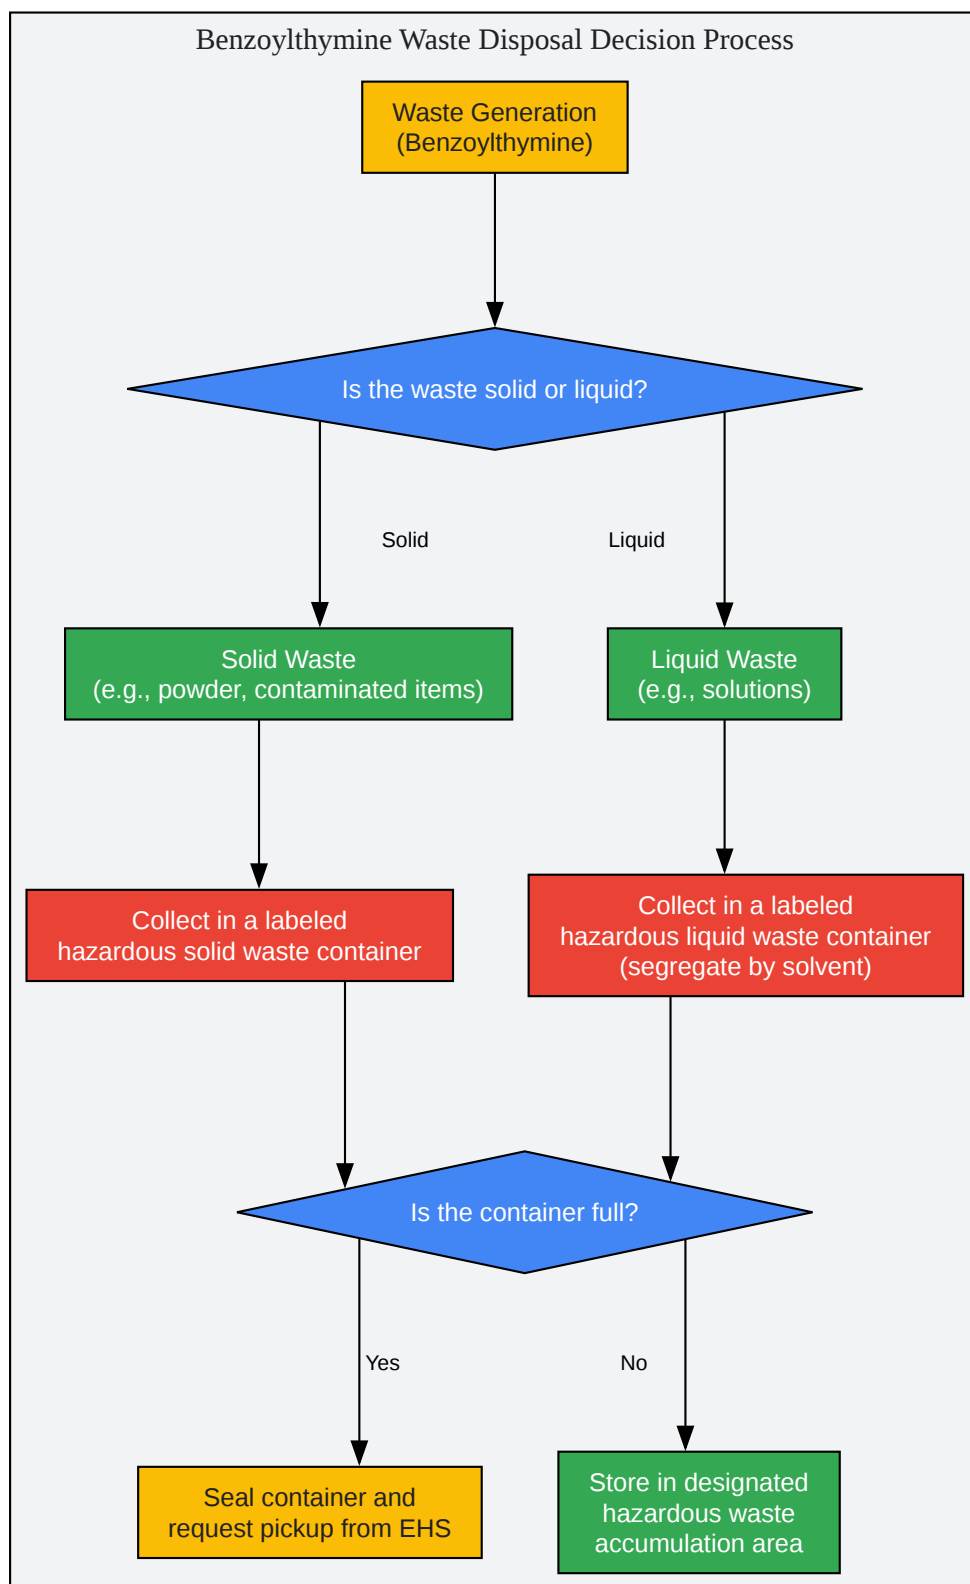 Benzoylthymine Waste Disposal Decision Process
Waste Generation
(Benzoylthymine)
Is the waste solid or liquid?
Solid
Liquid
Solid Waste
(e.g., powder, contaminated items)
Liquid Waste
(e.g., solutions)
Collect in a labeled
hazardous solid waste container
Collect in a labeled
hazardous liquid waste container
(segregate by solvent)
Is the container full?
Yes
No
Seal container and
request pickup from EHS
Store in designated
hazardous waste
accumulation area